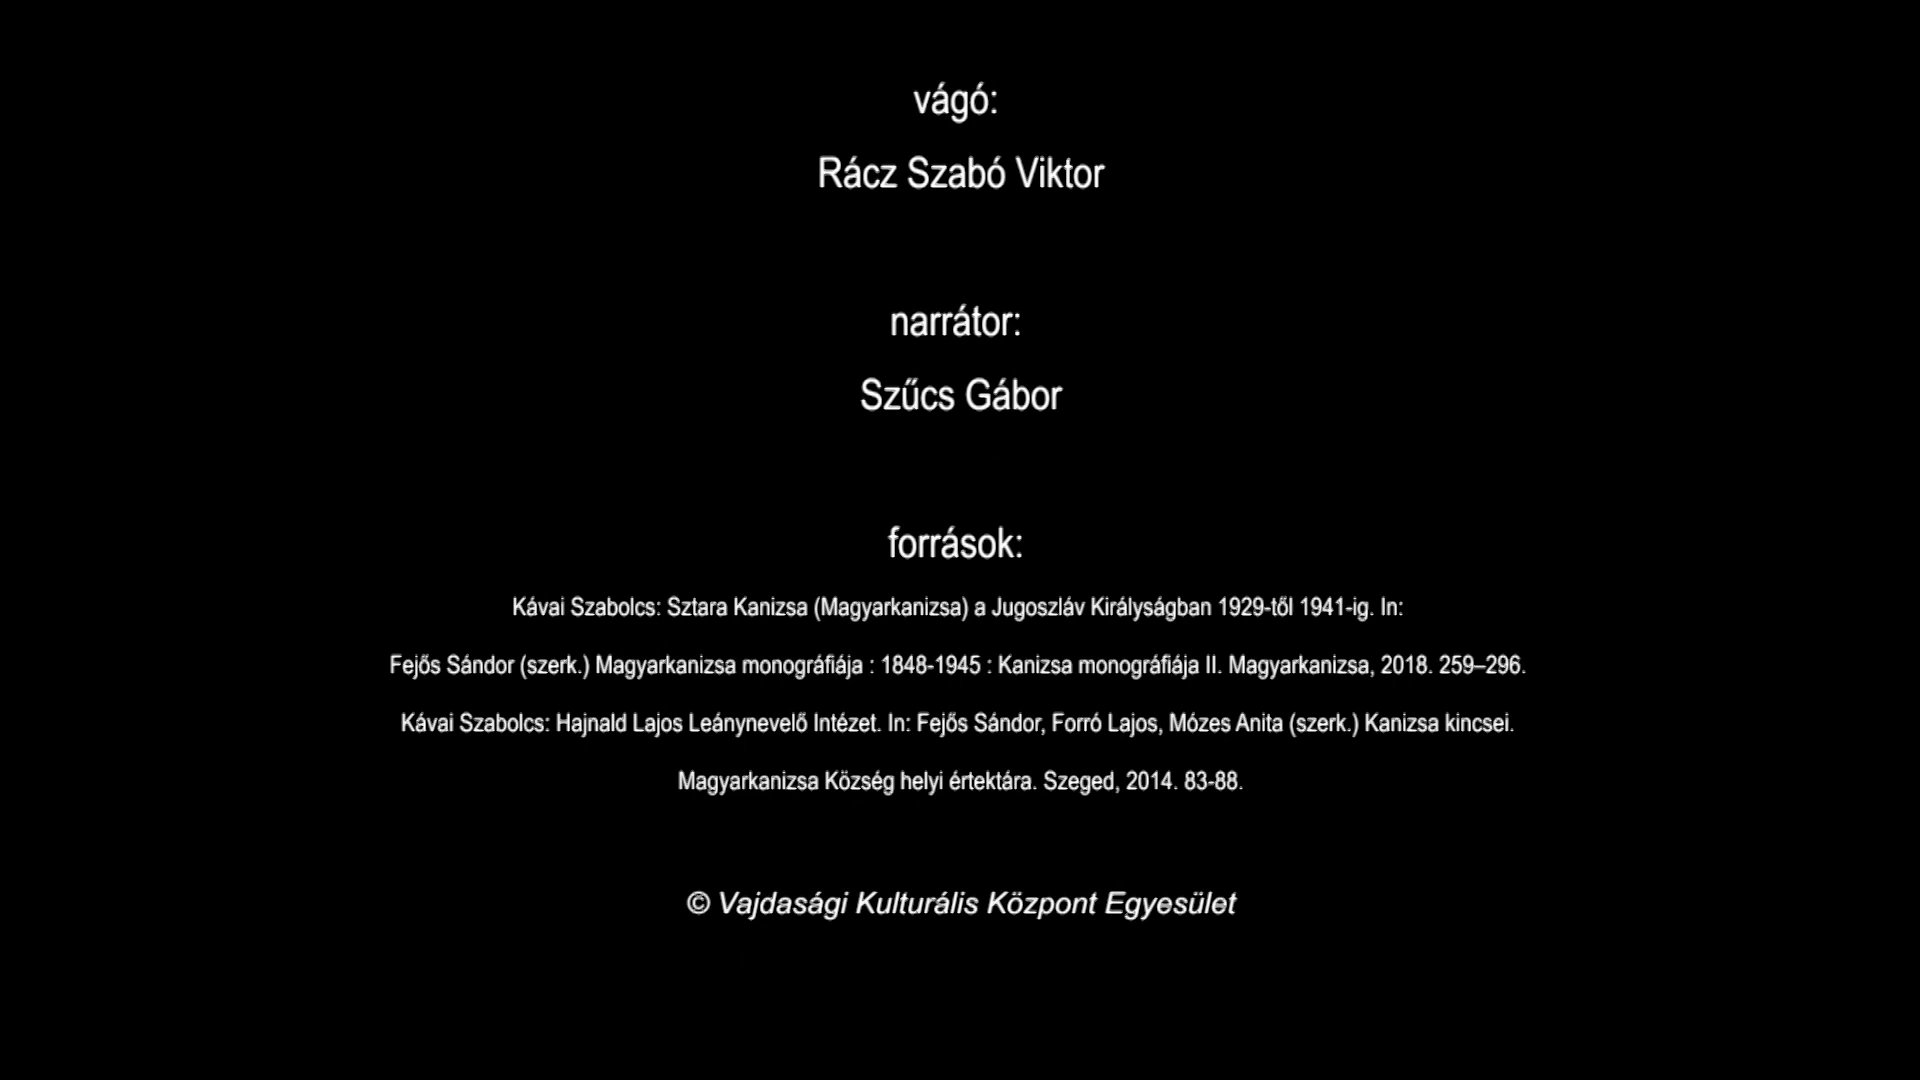 vágó:
Rácz Szabó Viktor
narrátor:
Szűcs Gábor
források:
Kávai Szabolcs: Sztara Kanizsa (Magyarkanizsa) a Jugoszláv Királyságban 1929-től 1941-ig. In:
Fejős Sándor (szerk.) Magyarkanizsa monográfiája : 1848-1945 : Kanizsa monográfiája II. Magyarkanizsa, 2018. 259–296.
Kávai Szabolcs: Hajnald Lajos Leánynevelő Intézet. In: Fejős Sándor, Forró Lajos, Mózes Anita (szerk.) Kanizsa kincsei.
Magyarkanizsa Község helyi értektára. Szeged, 2014. 83-88.
© Vajdasági Kulturális Központ Egyesület